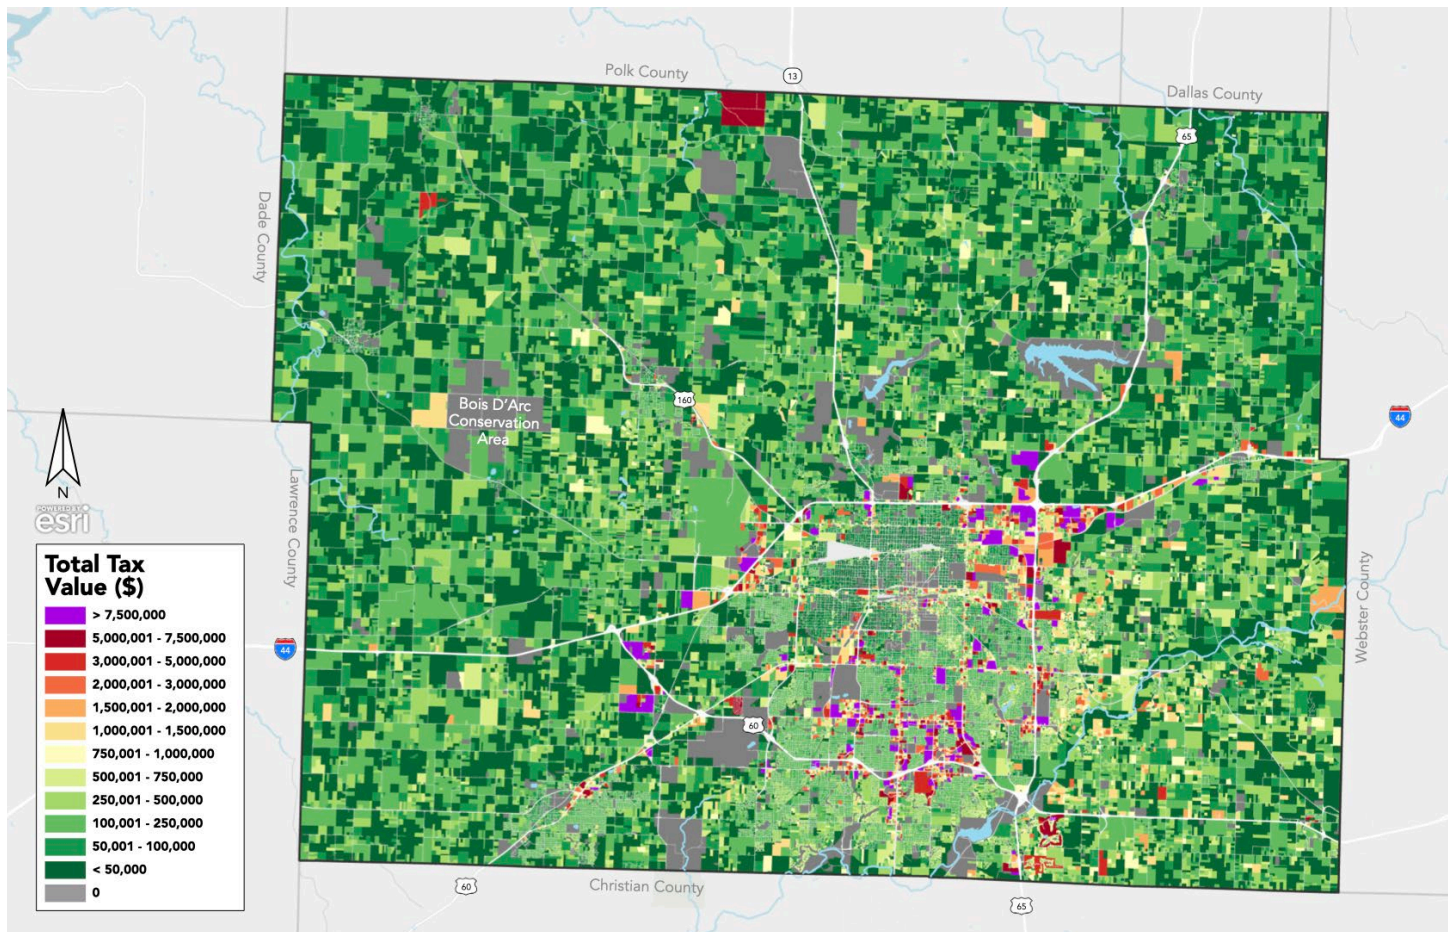 Polk County
13
Dallas County
65
Dade County
160
Bois D'Arc
Conservation
Area
44
N
POWERED BY
esri
Lawrence County
Webster County
44
60
Total Tax
Value ($)
> 7,500,000
5,000,001 - 7,500,000
3,000,001 - 5,000,000
2,000,001 - 3,000,000
1,500,001 - 2,000,000
1,000,001 - 1,500,000
750,001 - 1,000,000
500,001 - 750,000
250,001 - 500,000
100,001 - 250,000
50,001 - 100,000
< 50,000
0
60
Christian County
65